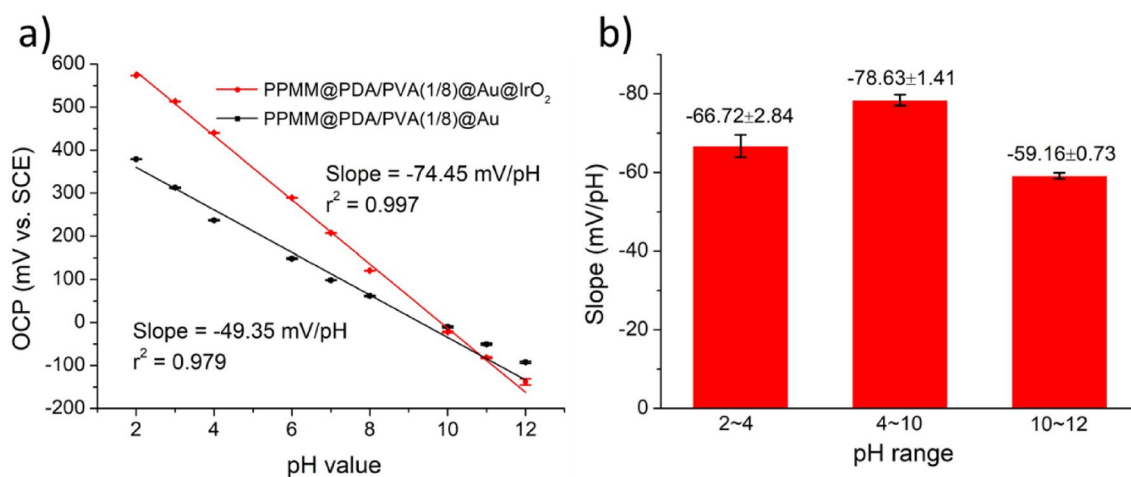 a)
600
500
400
300
200
100
0
-100
-200
OCP (mV vs. SCE)
PPMM@PDA/PVA(1/8)@Au@IrO₂
PPMM@PDA/PVA(1/8)@Au
Slope = -74.45 mV/pH
r² = 0.997
Slope = -49.35 mV/pH
r² = 0.979
2 4 6 8 10 12
pH value
b)
-80
-60
-40
-20
0
Slope (mV/pH)
-66.72±2.84
-78.63±1.41
-59.16±0.73
2~4 4~10 10~12
pH range